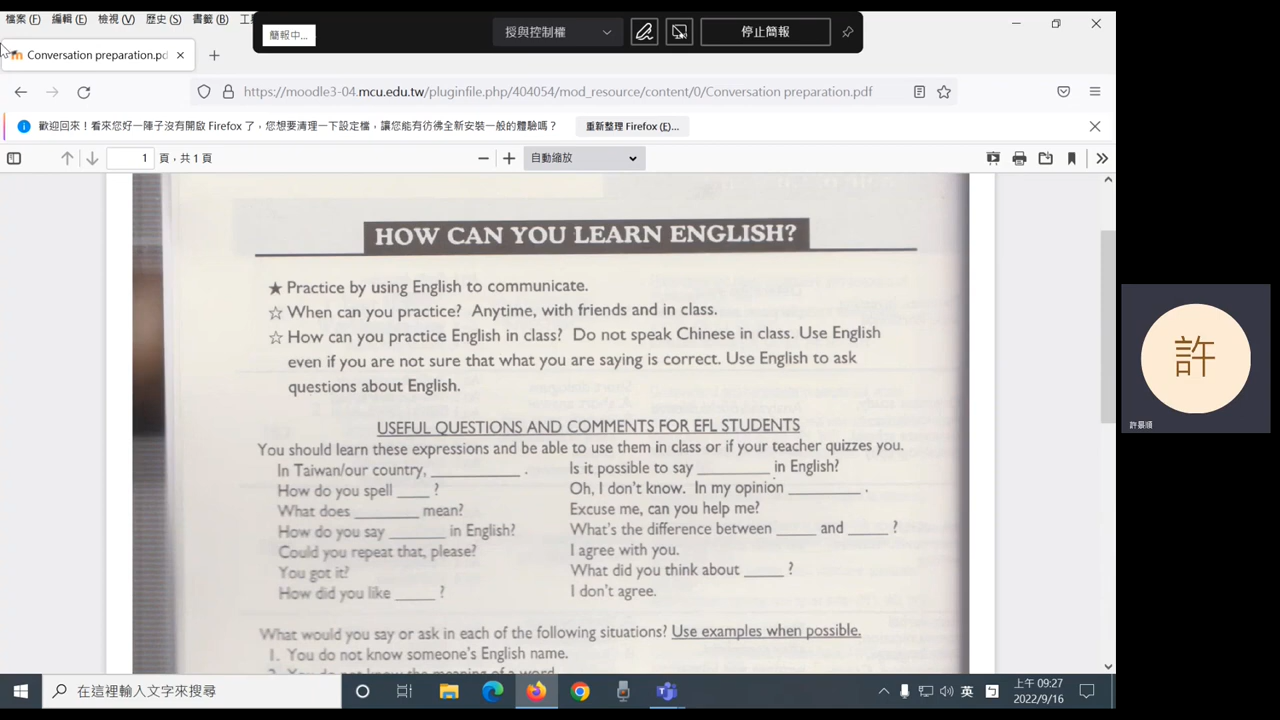 檔案 (F) 編輯 (E) 檢視 (V) 歷史 (S) 書籤 (B)
簡報中...
授與控制權
停止簡報
Conversation preparation.pd
https://moodle3-04.mcu.edu.tw/pluginfile.php/404054/mod_resource/content/0/Conversation preparation.pdf
歡迎回來！看來您好一陣子沒有開啟 Firefox 了，您想要清理一下設定檔，讓您能有彷彿全新安裝一般的體驗嗎？
重新整理 Firefox (E)...
1 頁，共 1 頁
自動縮放
HOW CAN YOU LEARN ENGLISH?
★ Practice by using English to communicate.
☆ When can you practice? Anytime, with friends and in class.
☆ How can you practice English in class? Do not speak Chinese in class. Use English
even if you are not sure that what you are saying is correct. Use English to ask
questions about English.
USEFUL QUESTIONS AND COMMENTS FOR EFL STUDENTS
You should learn these expressions and be able to use them in class or if your teacher quizzes you.
In Taiwan/our country, __________ .
How do you spell ____ ?
What does ________ mean?
How do you say _______ in English?
Could you repeat that, please?
You got it?
How did you like _____ ?
Is it possible to say _________ in English?
Oh, I don't know. In my opinion _________ .
Excuse me, can you help me?
What's the difference between _____ and _____ ?
I agree with you.
What did you think about _____ ?
I don't agree.
What would you say or ask in each of the following situations? Use examples when possible.
1. You do not know someone's English name.
2. You do not know the meaning of a word
許
許景順
在這裡輸入文字來搜尋
英
上午 09:27
2022/9/16